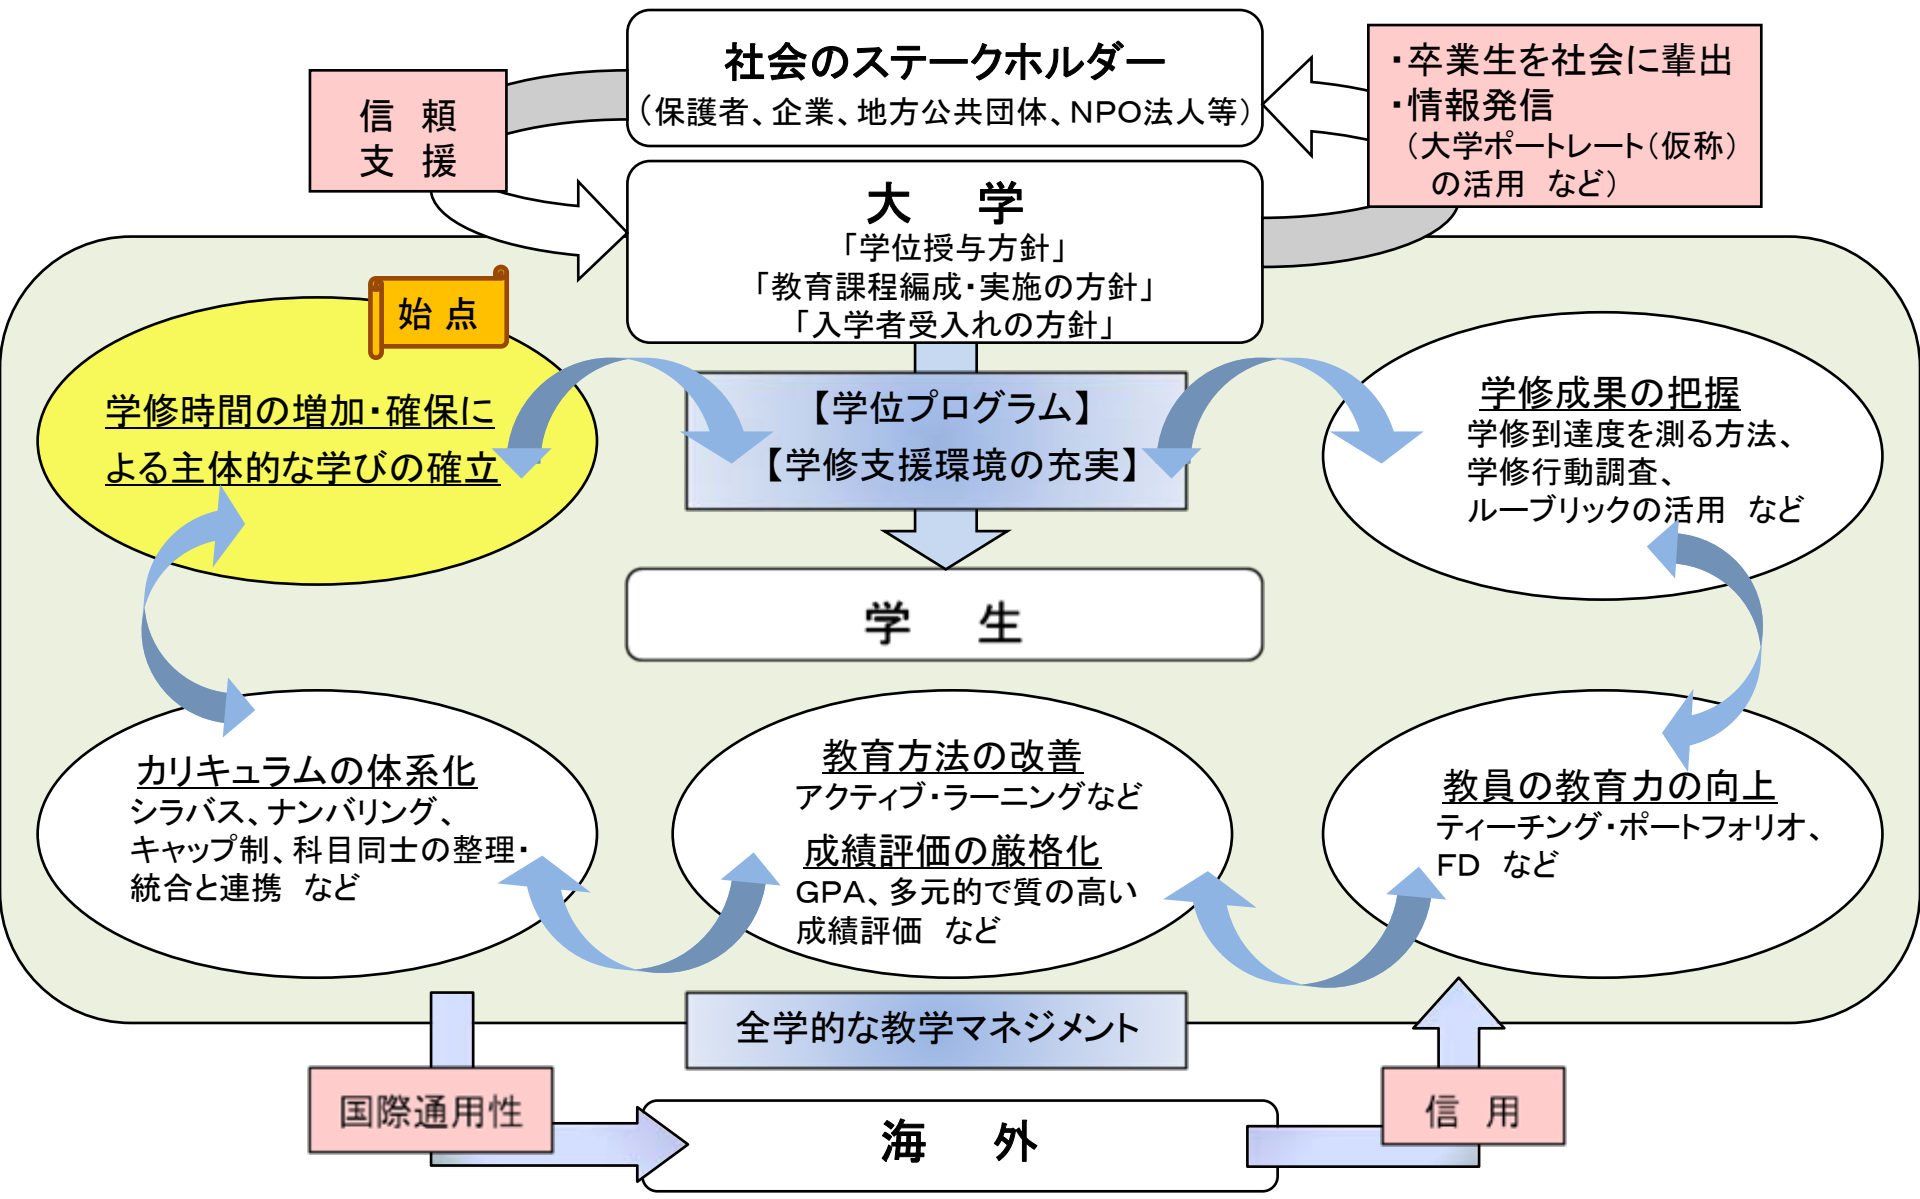 社会のステークホルダー
（保護者、企業、地方公共団体、NPO法人等）
信　頼
支　援
・卒業生を社会に輩出
・情報発信
（大学ポートレート（仮称）
の活用　など）
大　学
「学位授与方針」
「教育課程編成・実施の方針」
「入学者受入れの方針」
始 点
学修時間の増加・確保に
よる主体的な学びの確立
【学位プログラム】
【学修支援環境の充実】
学修成果の把握
学修到達度を測る方法、
学修行動調査、
ルーブリックの活用　など
学　生
カリキュラムの体系化
シラバス、ナンバリング、
キャップ制、科目同士の整理・
統合と連携　など
教育方法の改善
アクティブ・ラーニングなど
成績評価の厳格化
GPA、多元的で質の高い
成績評価　など
教員の教育力の向上
ティーチング・ポートフォリオ、
FD　など
全学的な教学マネジメント
国際通用性
海　外
信　用